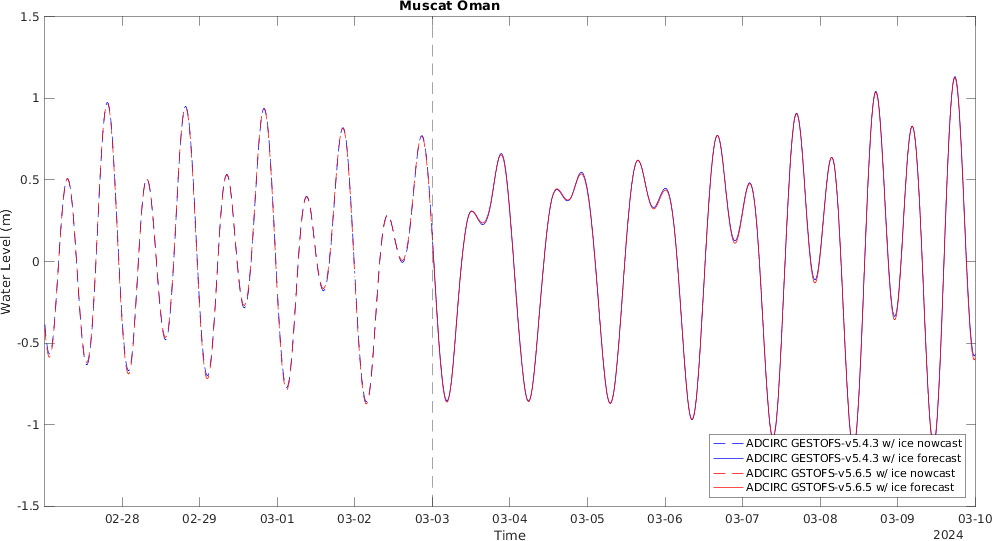 Muscat Oman
1.5
1
0.5
0
-0.5
-1
-1.5
Water Level (m)
ADCIRC GESTOFS-v5.4.3 w/ ice nowcast
ADCIRC GESTOFS-v5.4.3 w/ ice forecast
ADCIRC GSTOFS-v5.6.5 w/ ice nowcast
ADCIRC GSTOFS-v5.6.5 w/ ice forecast
02-28 02-29 03-01 03-02 03-03 03-04 03-05 03-06 03-07 03-08 03-09 03-10
Time
2024